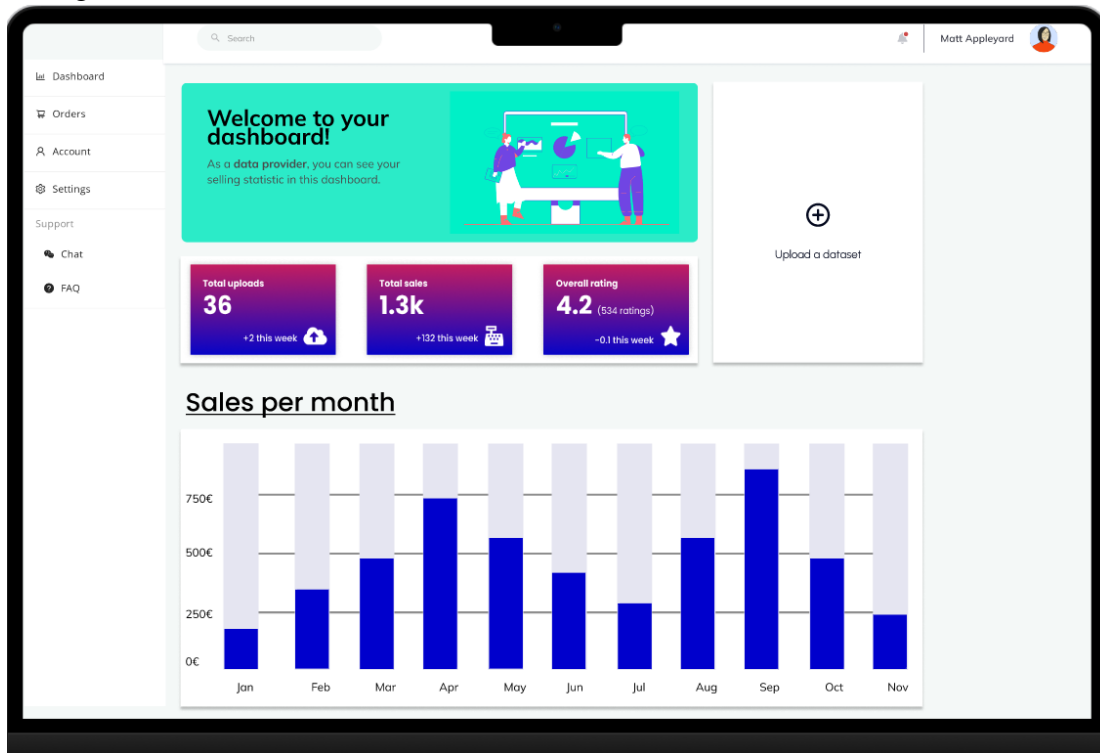 Search
Matt Appleyard
Dashboard
Orders
Account
Settings
Support
Chat
FAQ
Welcome to your
dashboard!
As a data provider, you can see your
selling statistic in this dashboard.
Upload a dataset
Total uploads
36
+2 this week
Total sales
1.3k
+132 this week
Overall rating
4.2 (534 ratings)
-0.1 this week
Sales per month
750€
500€
250€
0€
Jan Feb Mar Apr May Jun Jul Aug Sep Oct Nov